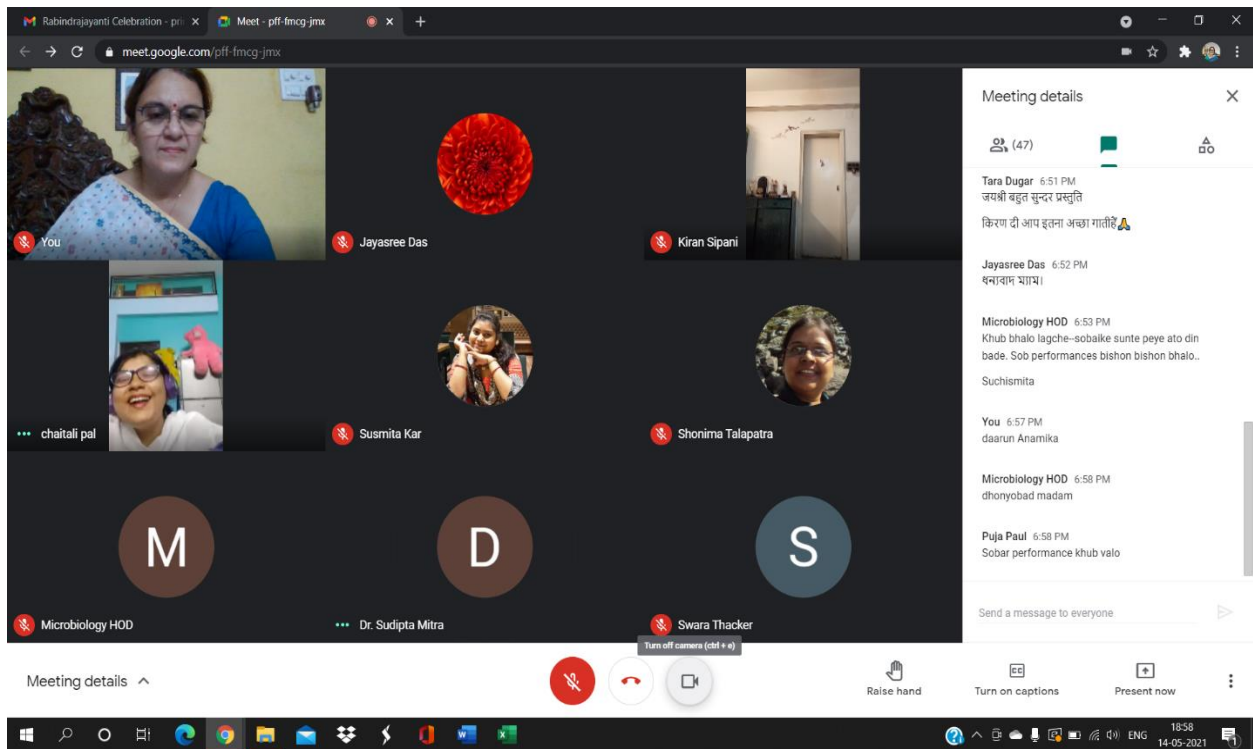 Rabindrajayanti Celebration - pri
Meet - pff-fmcg-jmx
meet.google.com/pff-fmcg-jmx
You
Jayasree Das
Kiran Sipani
chaitali pal
Susmita Kar
Shonima Talapatra
M
Microbiology HOD
D
Dr. Sudipta Mitra
S
Swara Thacker
Turn off camera (ctrl + e)
Meeting details
(47)
Tara Dugar 6:51 PM
जयश्री बहुत सुन्दर प्रस्तुति
किरण दी आप इतना अच्छा गातीहैं🙏
Jayasree Das 6:52 PM
ধন্যবাদ ম্যাম।
Microbiology HOD 6:53 PM
Khub bhalo lagche--sobaike sunte peye ato din
bade. Sob performances bishon bishon bhalo..
Suchismita
You 6:57 PM
daarun Anamika
Microbiology HOD 6:58 PM
dhonyobad madam
Puja Paul 6:58 PM
Sobar performance khub valo
Send a message to everyone
Meeting details
Raise hand
CC
Turn on captions
Present now
ENG
18:58
14-05-2021